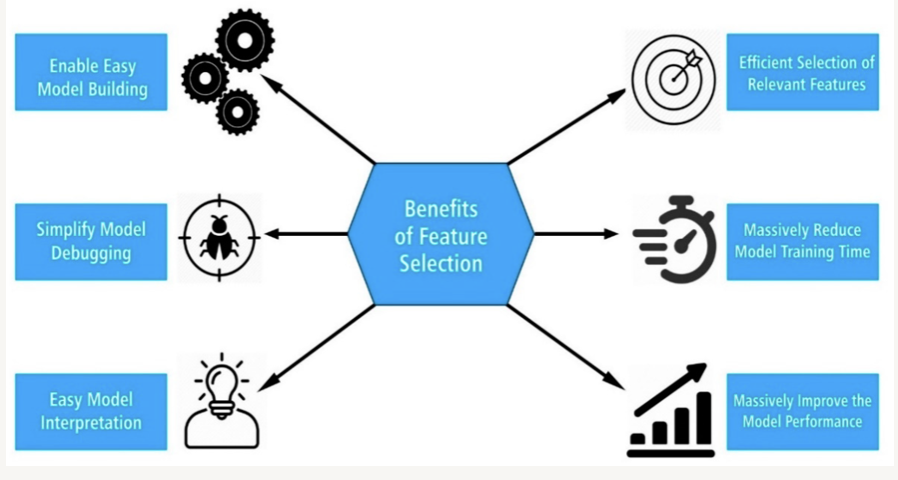 Enable Easy
Model Building
Efficient Selection of
Relevant Features
Benefits
of Feature
Selection
Simplify Model
Debugging
Massively Reduce
Model Training Time
Easy Model
Interpretation
Massively Improve the
Model Performance